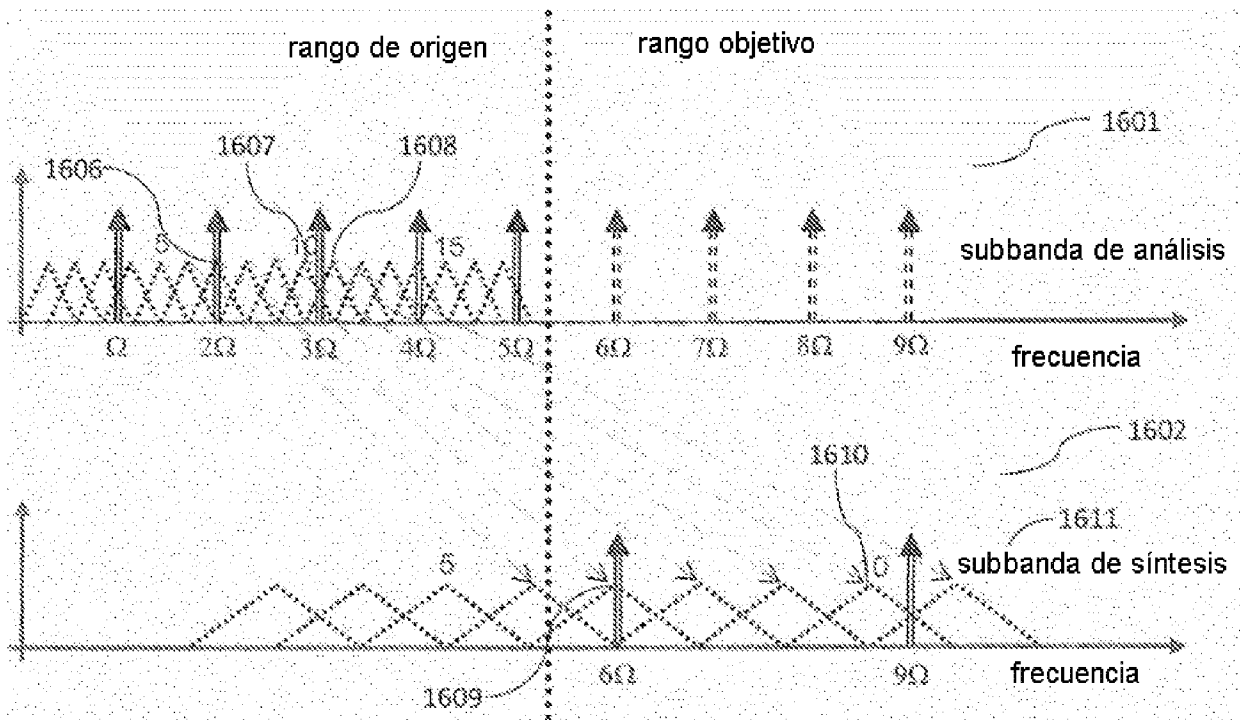 rango de origen
rango objetivo
1601
1606
1607
1608
5
10
15
subbanda de análisis
Ω
2Ω
3Ω
4Ω
5Ω
6Ω
7Ω
8Ω
9Ω
frecuencia
1602
1610
1611
5
subbanda de síntesis
1609
6Ω
9Ω
frecuencia